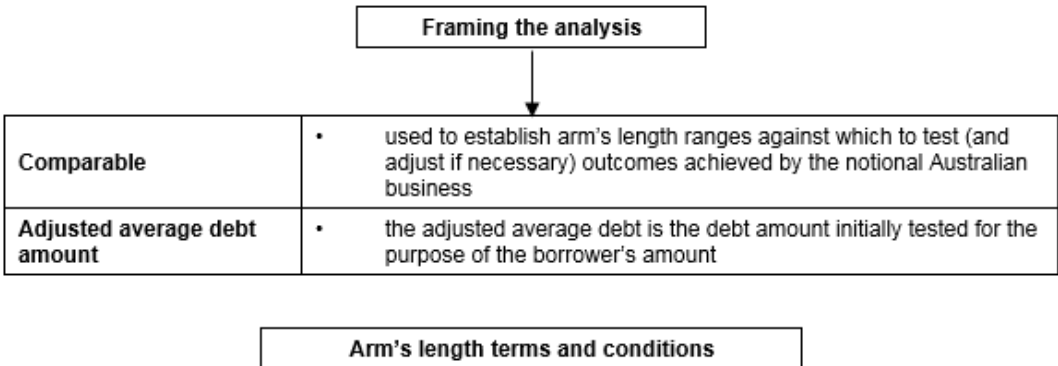 Framing the analysis
Comparable
• used to establish arm's length ranges against which to test (and
adjust if necessary) outcomes achieved by the notional Australian
business
Adjusted average debt
amount
• the adjusted average debt is the debt amount initially tested for the
purpose of the borrower's amount
Arm's length terms and conditions